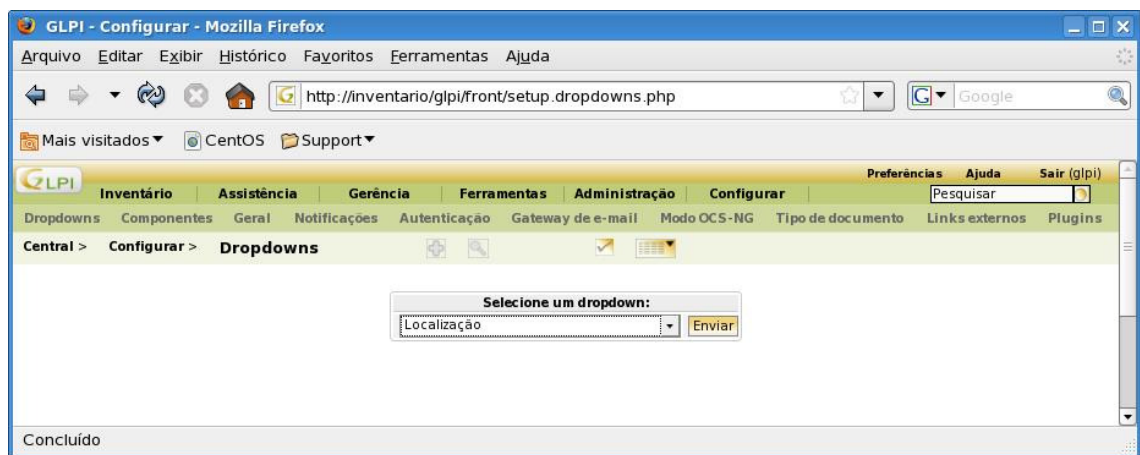 GLPI - Configurar - Mozilla Firefox
Arquivo Editar Exibir Histórico Favoritos Ferramentas Ajuda
http://inventario/glpi/front/setup.dropdowns.php G Google
Mais visitados CentOS Support
GLPI
Preferências Ajuda Sair (glpi)
Inventário Assistência Gerência Ferramentas Administração Configurar Pesquisar
Dropdowns Componentes Geral Notificações Autenticação Gateway de e-mail Modo OCS-NG Tipo de documento Links externos Plugins
Central > Configurar > Dropdowns
Selecione um dropdown:
Localização Enviar
Concluído